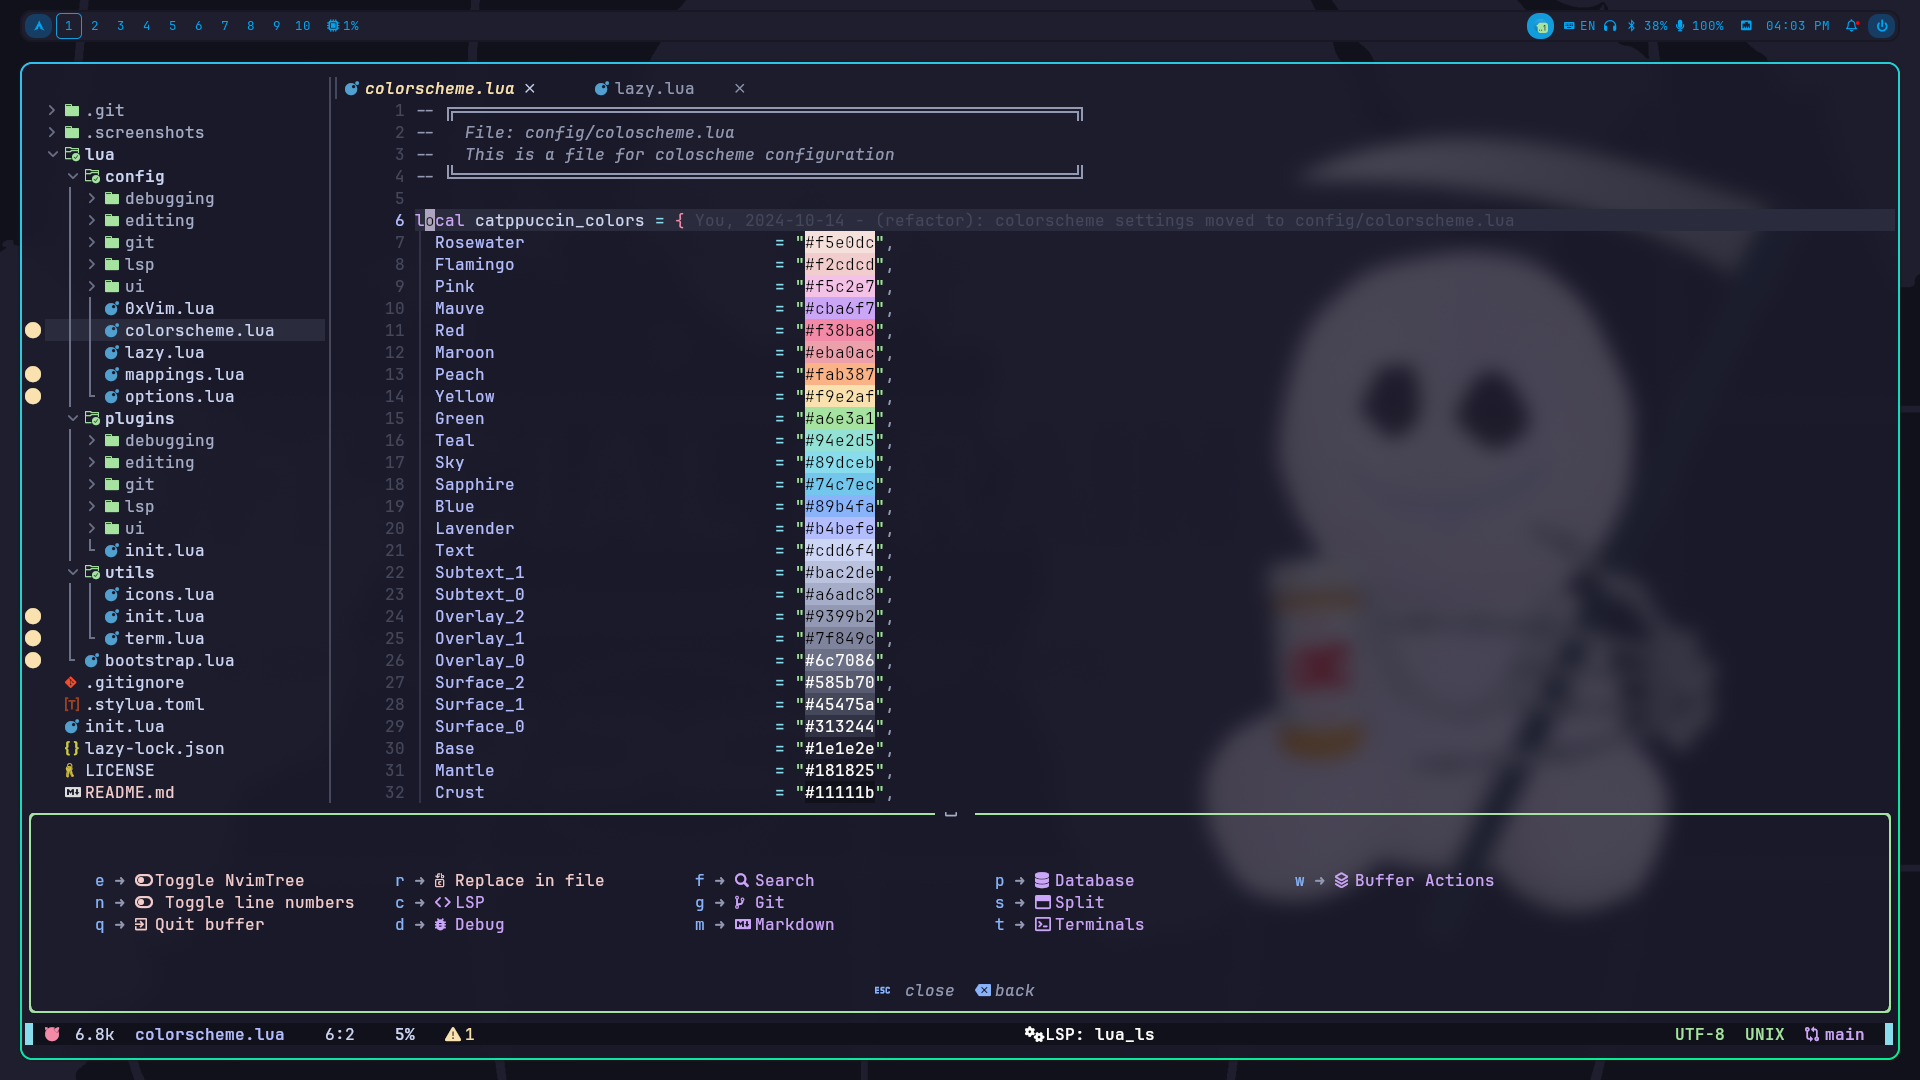 1 2 3 4 5 6 7 8 9 10 1%
EN 38% 100% 04:03 PM
.git
.screenshots
lua
config
debugging
editing
git
lsp
ui
0xVim.lua
colorscheme.lua
lazy.lua
mappings.lua
options.lua
plugins
debugging
editing
git
lsp
ui
init.lua
utils
icons.lua
init.lua
term.lua
bootstrap.lua
.gitignore
.stylua.toml
init.lua
lazy-lock.json
LICENSE
README.md
colorscheme.lua × lazy.lua ×
1 --
2 -- File: config/coloscheme.lua
3 -- This is a file for coloscheme configuration
4 --
5
6 local catppuccin_colors = { You, 2024-10-14 - (refactor): colorscheme settings moved to config/colorscheme.lua
7 Rosewater = "#f5e0dc",
8 Flamingo = "#f2cdcd",
9 Pink = "#f5c2e7",
10 Mauve = "#cba6f7",
11 Red = "#f38ba8",
12 Maroon = "#eba0ac",
13 Peach = "#fab387",
14 Yellow = "#f9e2af",
15 Green = "#a6e3a1",
16 Teal = "#94e2d5",
17 Sky = "#89dceb",
18 Sapphire = "#74c7ec",
19 Blue = "#89b4fa",
20 Lavender = "#b4befe",
21 Text = "#cdd6f4",
22 Subtext_1 = "#bac2de",
23 Subtext_0 = "#a6adc8",
24 Overlay_2 = "#9399b2",
25 Overlay_1 = "#7f849c",
26 Overlay_0 = "#6c7086",
27 Surface_2 = "#585b70",
28 Surface_1 = "#45475a",
29 Surface_0 = "#313244",
30 Base = "#1e1e2e",
31 Mantle = "#181825",
32 Crust = "#11111b",
e → Toggle NvimTree r → Replace in file f → Search p → Database w → Buffer Actions
n → Toggle line numbers c → LSP g → Git s → Split
q → Quit buffer d → Debug m → Markdown t → Terminals
ESC close back
6.8k colorscheme.lua 6:2 5% 1 LSP: lua_ls UTF-8 UNIX main